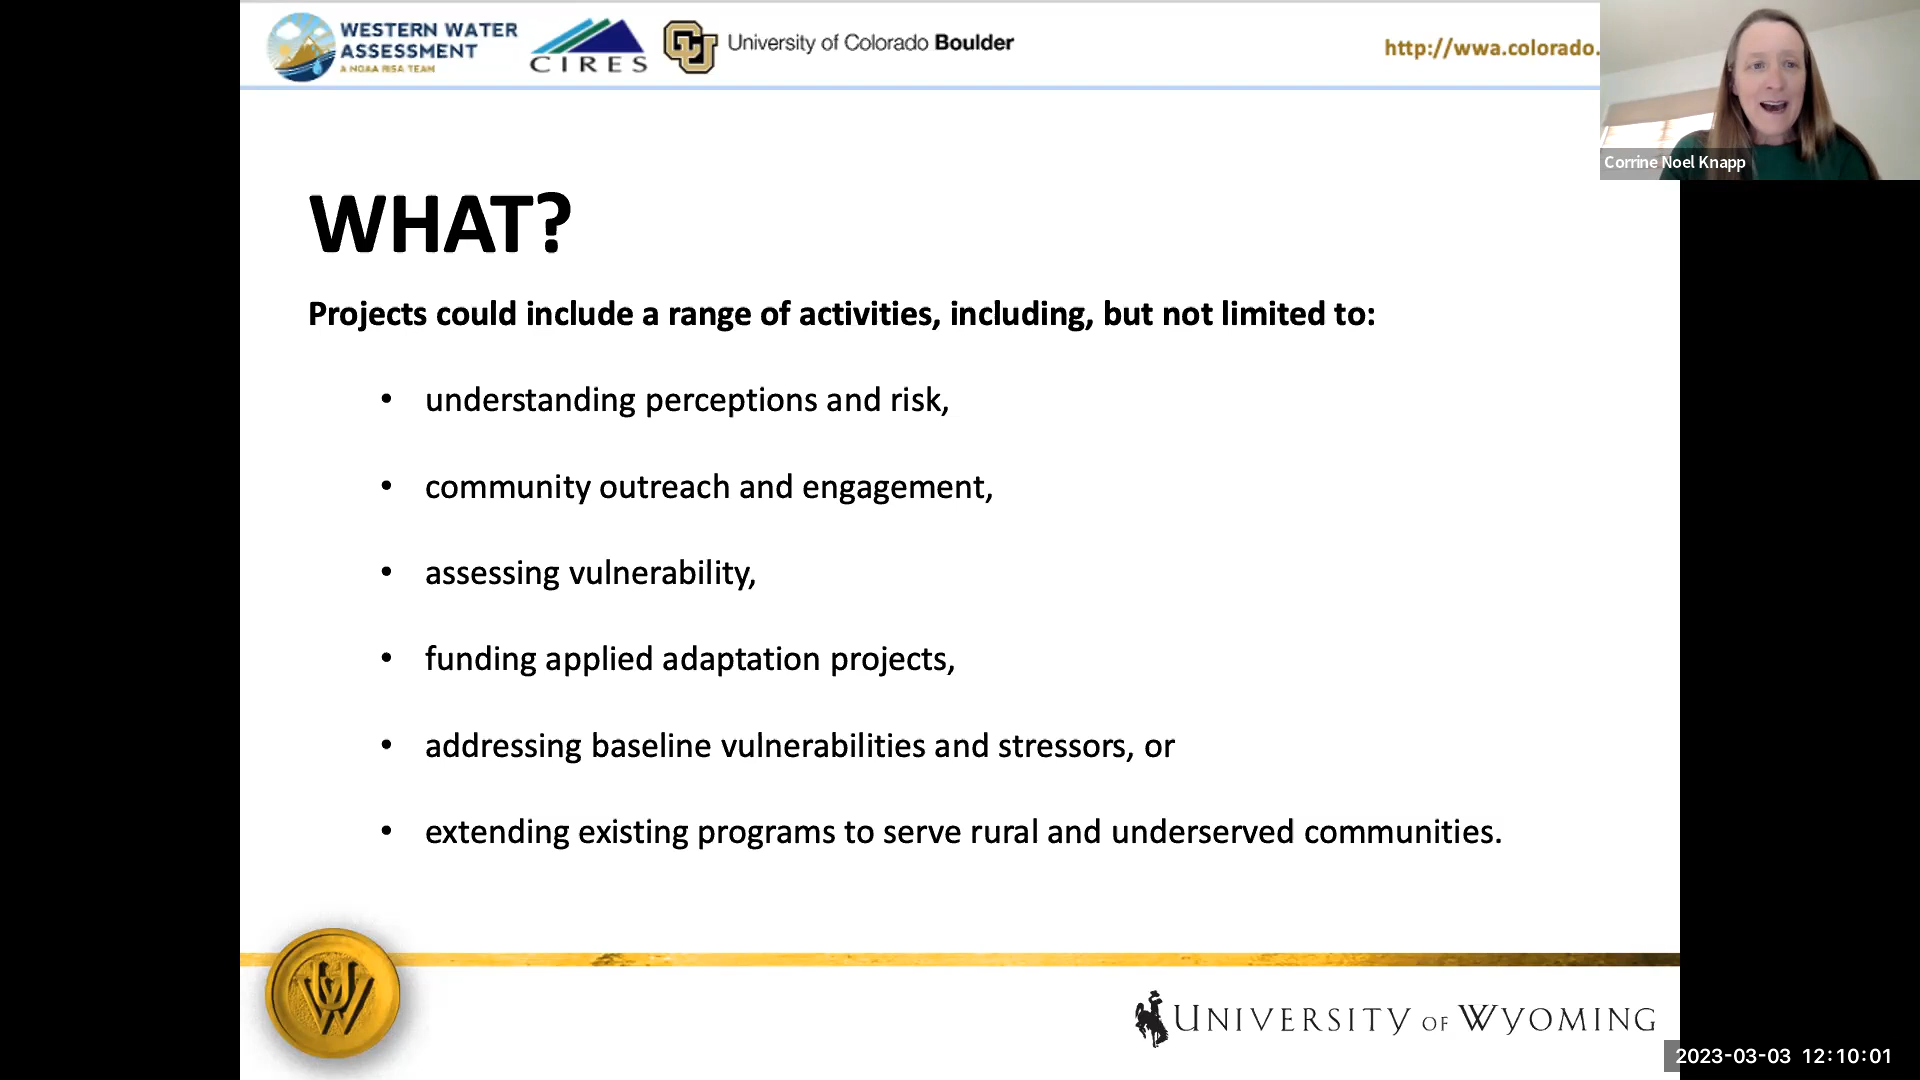 WESTERN WATER
ASSESSMENT
A NOAA RISA TEAM
CIRES
CU
University of Colorado Boulder
http://wwa.colorado.
Corrine Noel Knapp
WHAT?
Projects could include a range of activities, including, but not limited to:
• understanding perceptions and risk,
• community outreach and engagement,
• assessing vulnerability,
• funding applied adaptation projects,
• addressing baseline vulnerabilities and stressors, or
• extending existing programs to serve rural and underserved communities.
UW
UNIVERSITY OF WYOMING
2023-03-03 12:10:01